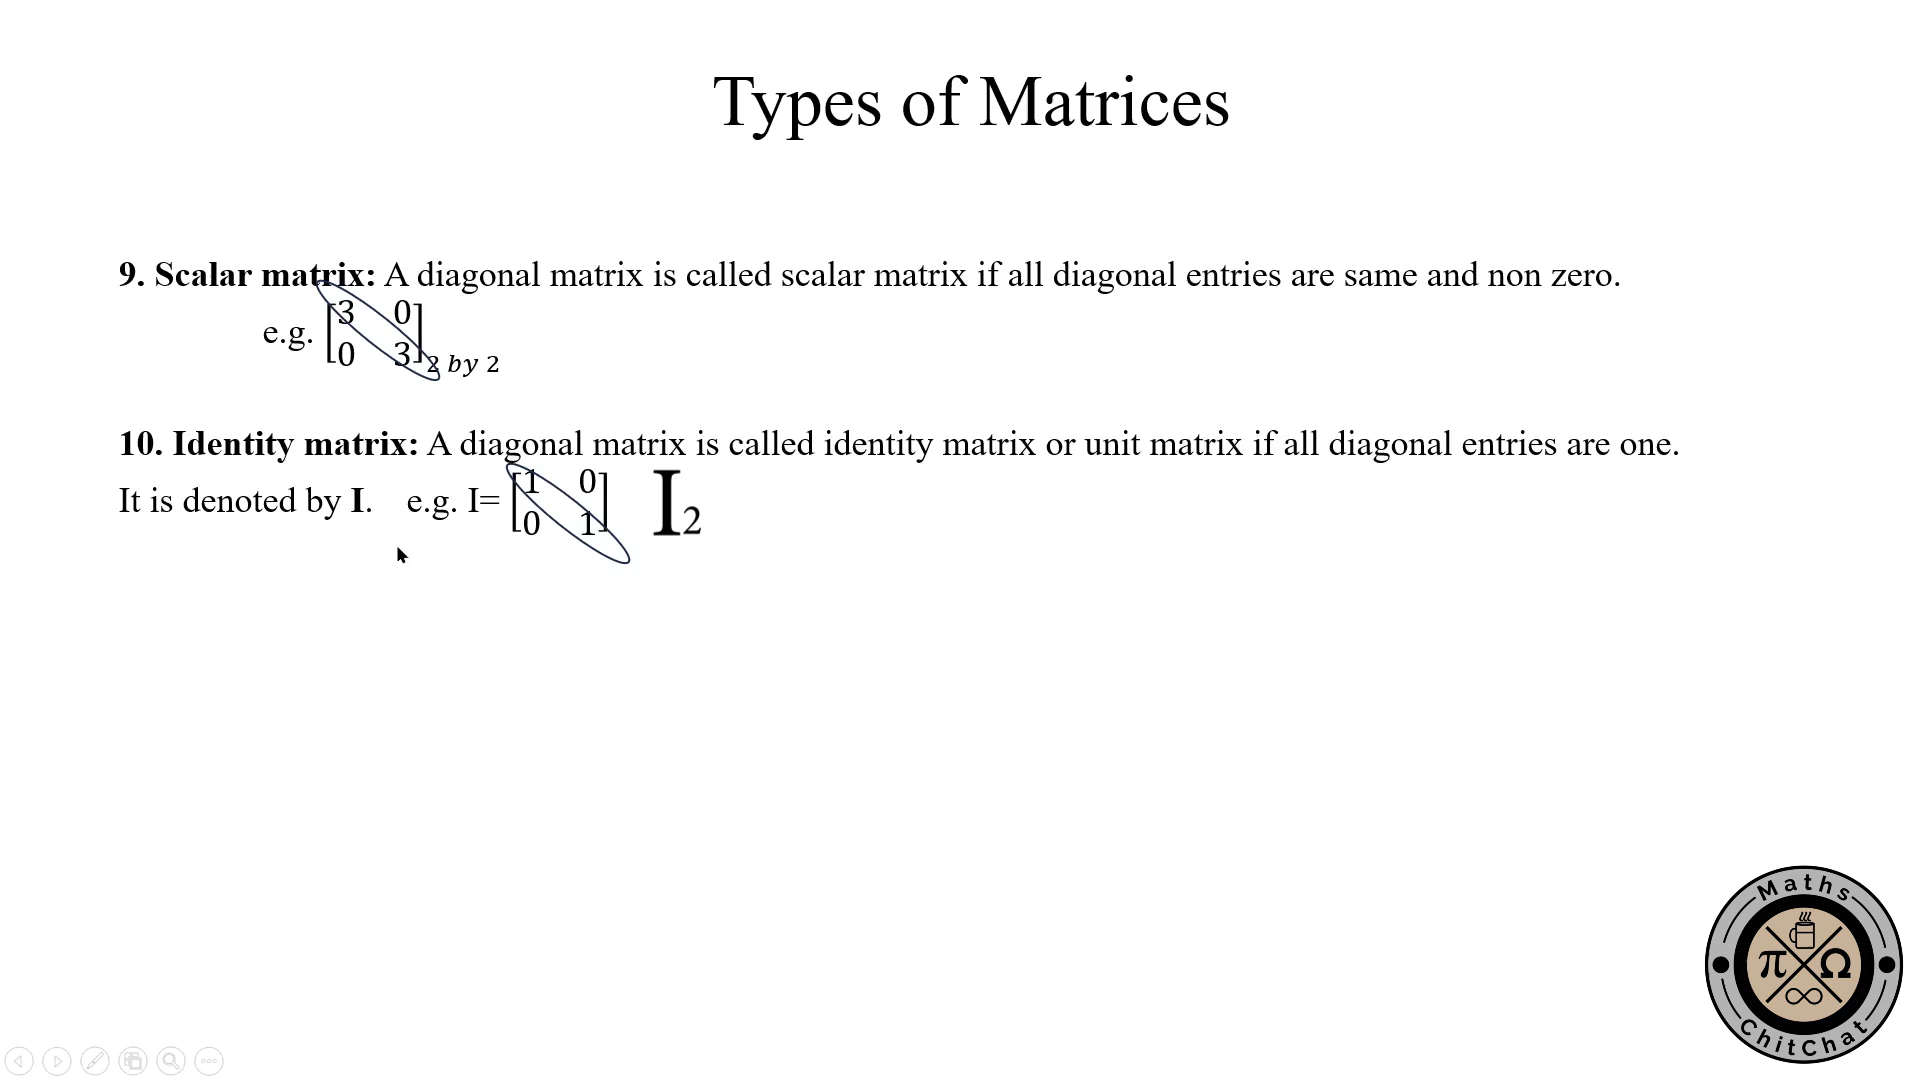 Types of Matrices
9. Scalar matrix: A diagonal matrix is called scalar matrix if all diagonal entries are same and non zero.
e.g. [3 0
0 3] 2 by 2
10. Identity matrix: A diagonal matrix is called identity matrix or unit matrix if all diagonal entries are one.
It is denoted by I. e.g. I= [1 0
0 1] I₂
Maths
π Ω
∞
ChitChat